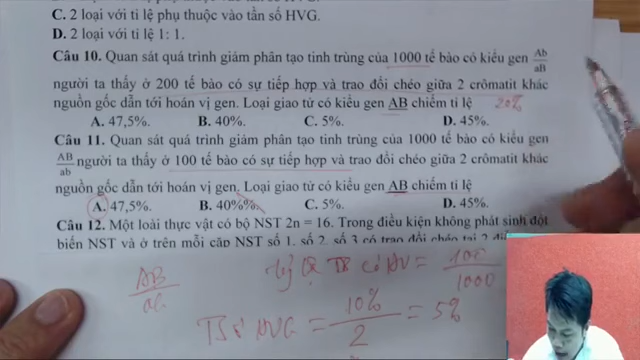 C. 2 loại với tỉ lệ phụ thuộc vào tần số HVG.
D. 2 loại với tỉ lệ 1: 1.
Câu 10. Quan sát quá trình giảm phân tạo tinh trùng của 1000 tế bào có kiểu gen Ab/aB
người ta thấy ở 200 tế bào có sự tiếp hợp và trao đổi chéo giữa 2 crômatit khác
nguồn gốc dẫn tới hoán vị gen. Loại giao tử có kiểu gen AB chiếm tỉ lệ 20%
A. 47,5%. B. 40%. C. 5%. D. 45%.
Câu 11. Quan sát quá trình giảm phân tạo tinh trùng của 1000 tế bào có kiểu gen
AB/ab người ta thấy ở 100 tế bào có sự tiếp hợp và trao đổi chéo giữa 2 crômatit khác
nguồn gốc dẫn tới hoán vị gen. Loại giao tử có kiểu gen AB chiếm tỉ lệ
A. 47,5%. B. 40%%. C. 5%. D. 45%.
Câu 12. Một loài thực vật có bộ NST 2n = 16. Trong điều kiện không phát sinh đột
biến NST và ở trên mỗi cặp NST số 1, số 2, số 3 có trao đổi chéo tại 2
AB = 100/1000
TS HVG = 10%/2 = 5%